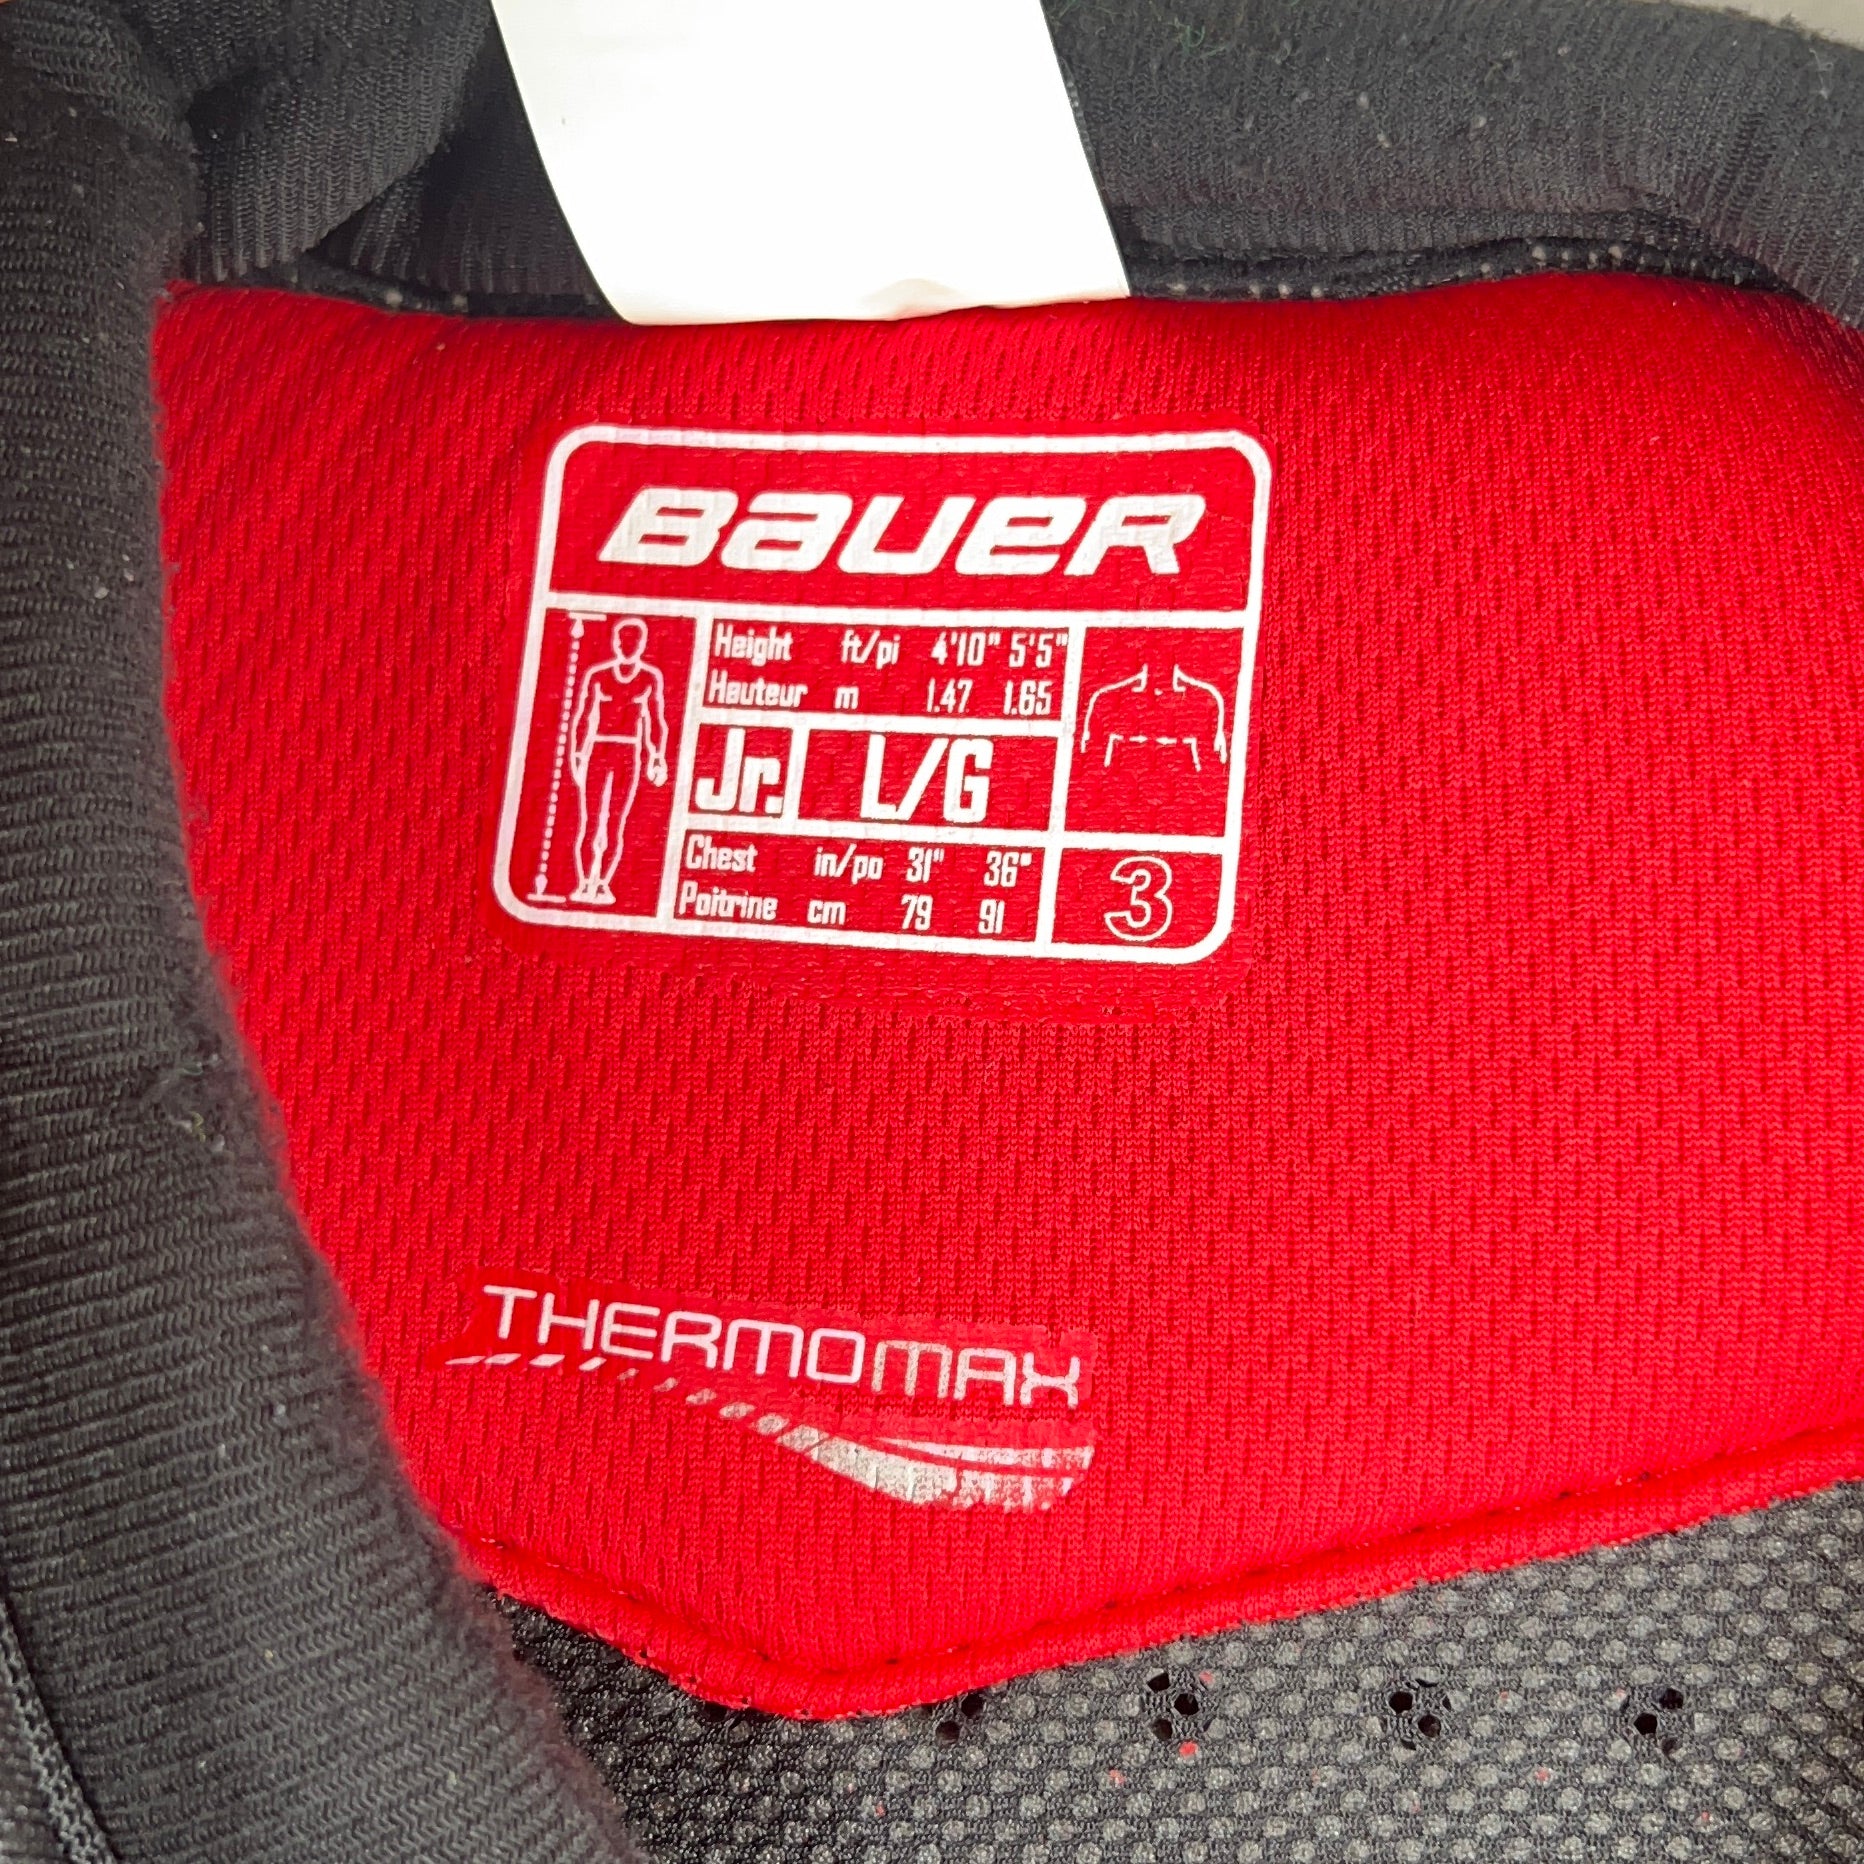 BAUER
Height ft/pi 4'10" 5'5"
Hauteur m 1.47 1.65
Jr. L/G
Chest in/po 31" 36"
Poitrine cm 79 91
3
THERMOMAX